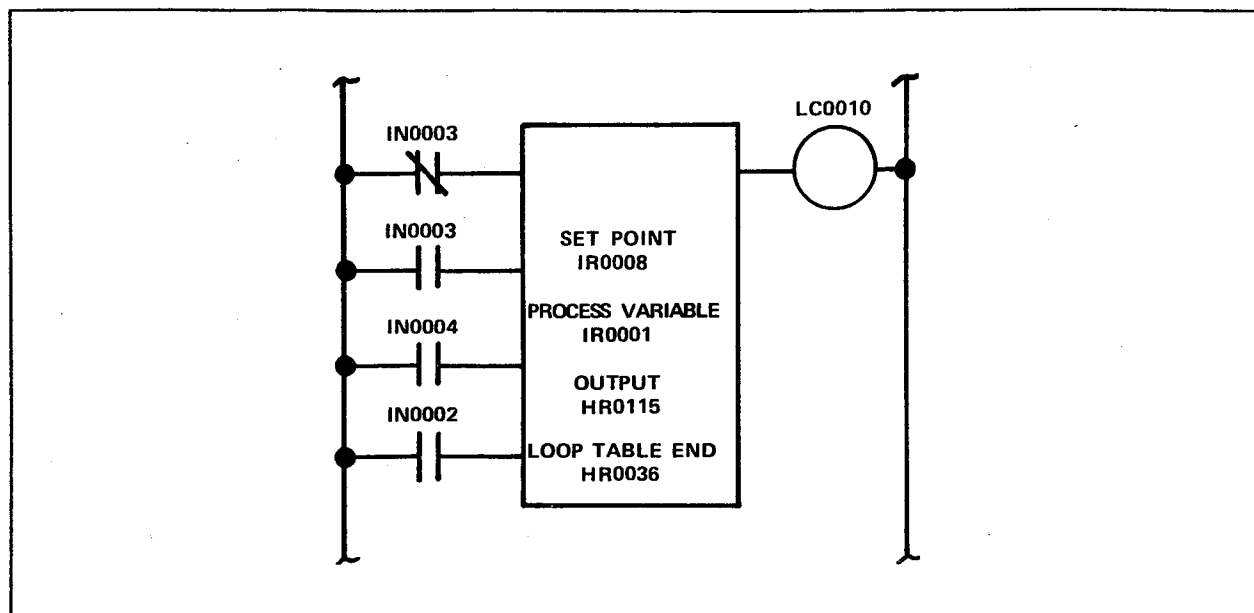 LC0010
IN0003
IN0003
SET POINT
IR0008
PROCESS VARIABLE
IR0001
IN0004
OUTPUT
HR0115
IN0002
LOOP TABLE END
HR0036